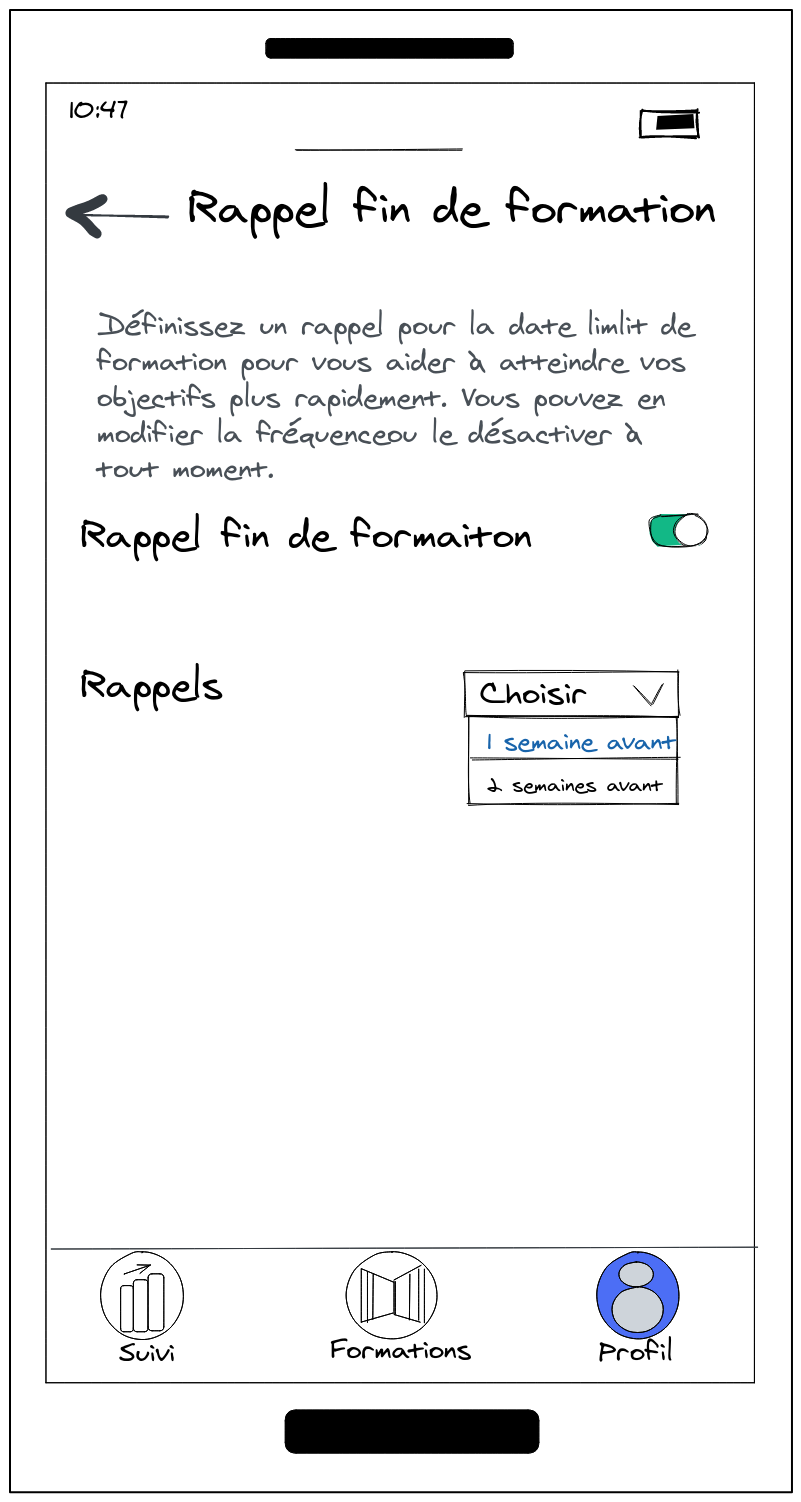 10:47
Rappel fin de formation
Définissez un rappel pour la date limlit de
formation pour vous aider à atteindre vos
objectifs plus rapidement. Vous pouvez en
modifier la fréquenceou le désactiver à
tout moment.
Rappel fin de formaiton
Rappels
Choisir
1 semaine avant
2 semaines avant
Suivi
Formations
Profil